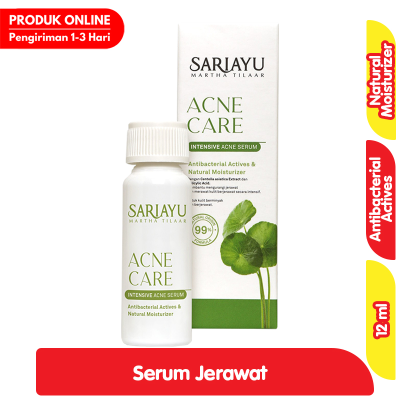 PRODUK ONLINE
Pengiriman 1-3 Hari
SARIAYU
MARTHA TILAAR
ACNE
CARE
INTENSIVE ACNE SERUM
Antibacterial Actives &
Natural Moisturizer
99%
SARIAYU
MARTHA TILAAR
ACNE
CARE
INTENSIVE ACNE SERUM
Antibacterial Actives &
Natural Moisturizer
Natural
Moisturizer
Antibacterial
Actives
12 ml
Serum Jerawat